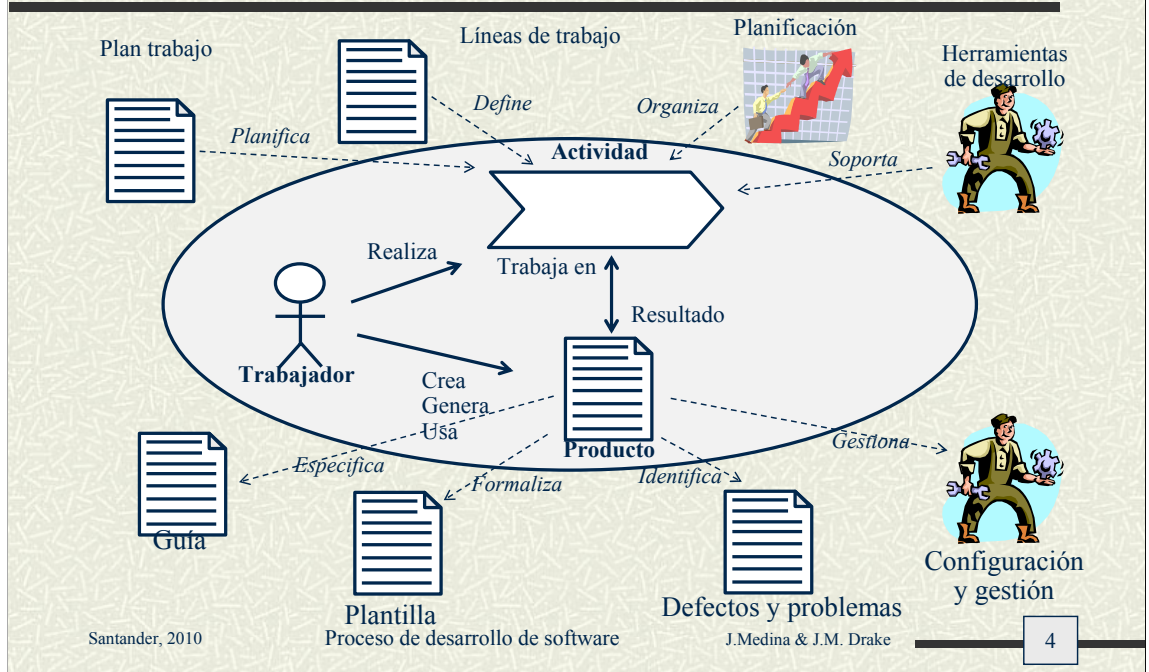 Plan trabajo
Líneas de trabajo
Planificación
Herramientas
de desarrollo
Define
Organiza
Planifica
Soporta
Actividad
Realiza
Trabaja en
Resultado
Trabajador
Crea
Genera
Usa
Producto
Gestiona
Especifica
Formaliza
Identifica
Guía
Plantilla
Defectos y problemas
Configuración
y gestión
Santander, 2010
Proceso de desarrollo de software
J.Medina & J.M. Drake
4